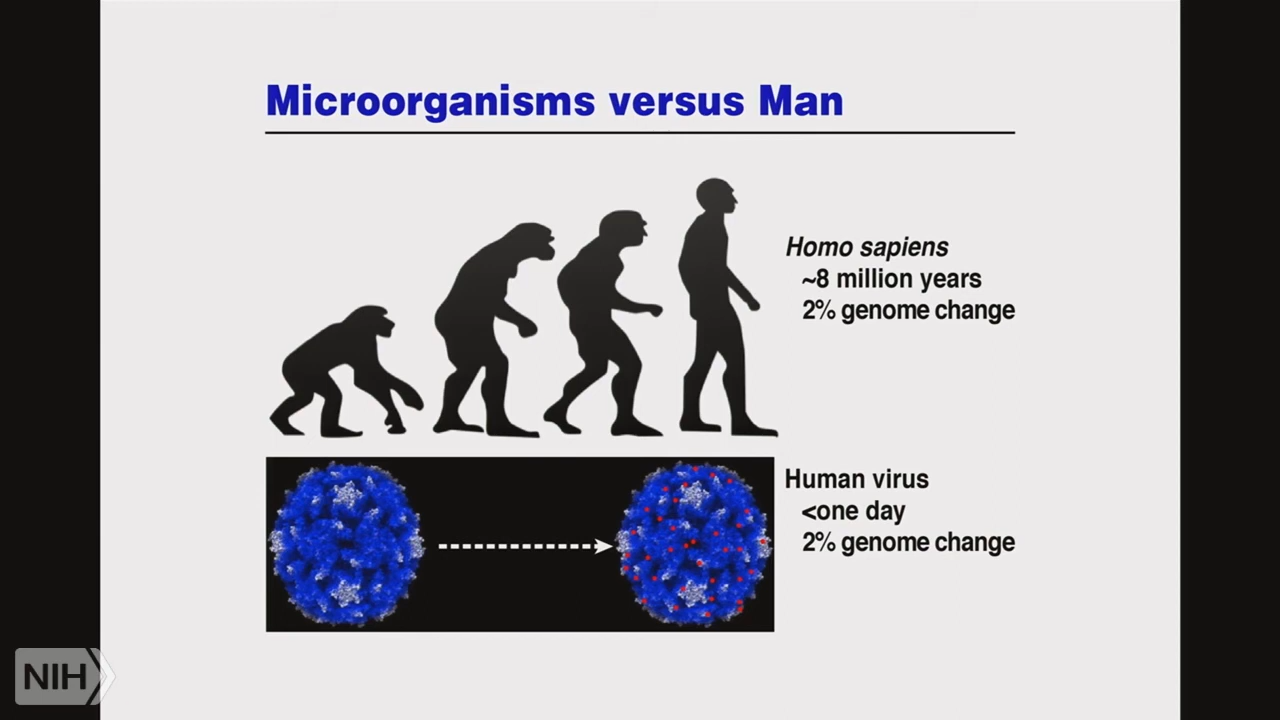 Microorganisms versus Man
Homo sapiens
~8 million years
2% genome change
Human virus
<one day
2% genome change
NIH